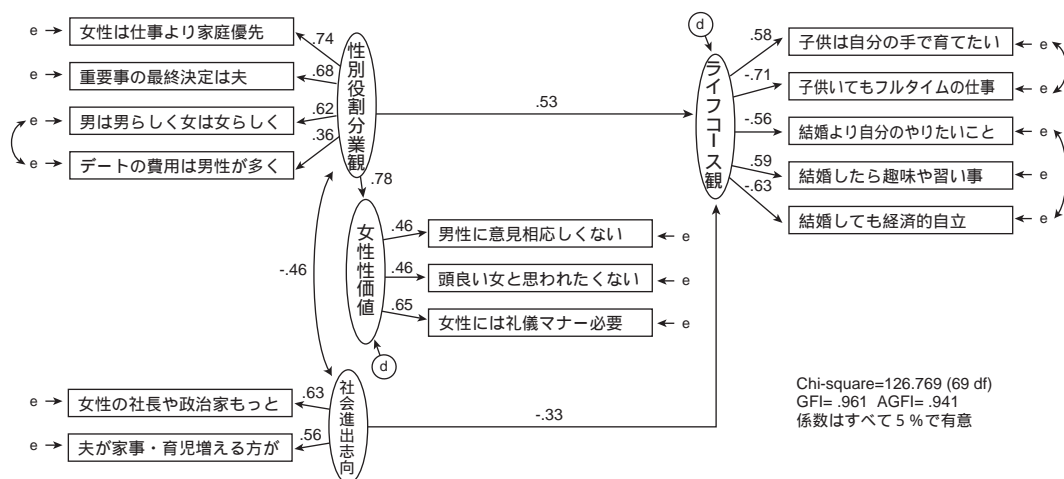 e
女性は仕事より家庭優先
.74
e
重要事の最終決定は夫
.68
e
男は男らしく女は女らしく
.62
e
デートの費用は男性が多く
.36
性別役割分業観
.53
d
ライフコース観
.58
子供は自分の手で育てたい
e
-.71
子供いてもフルタイムの仕事
e
-.56
結婚より自分のやりたいこと
e
.59
結婚したら趣味や習い事
e
-.63
結婚しても経済的自立
e
.78
-.46
女性性価値
.46
男性に意見相応しくない
e
.46
頭良い女と思われたくない
e
.65
女性には礼儀マナー必要
e
d
e
女性の社長や政治家もっと
.63
e
夫が家事・育児増える方が
.56
社会進出志向
-.33
Chi-square=126.769 (69 df)
GFI= .961 AGFI= .941
係数はすべて 5 %で有意